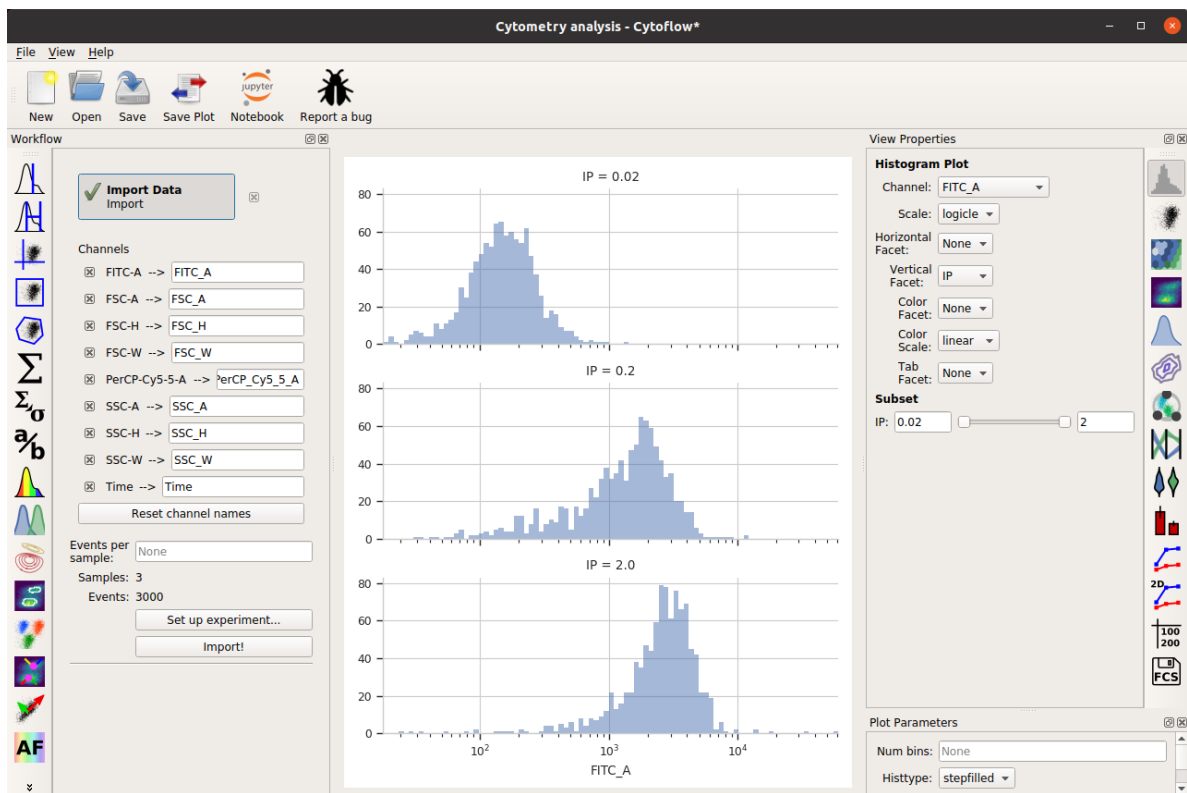 Cytometry analysis - Cytoflow*
File View Help
New Open Save Save Plot Notebook Report a bug
jupyter
Workflow
Import Data
Import
Channels
FITC-A --> FITC_A
FSC-A --> FSC_A
FSC-H --> FSC_H
FSC-W --> FSC_W
PerCP-Cy5-5-A --> PerCP_Cy5_5_A
SSC-A --> SSC_A
SSC-H --> SSC_H
SSC-W --> SSC_W
Time --> Time
Reset channel names
Events per
sample: None
Samples: 3
Events: 3000
Set up experiment...
Import!
Σ
Σ,σ
a/b
AF
IP = 0.02
80
60
40
20
0
IP = 0.2
80
60
40
20
0
IP = 2.0
80
60
40
20
0
10² 10³ 10⁴
FITC_A
View Properties
Histogram Plot
Channel: FITC_A
Scale: logicle
Horizontal
Facet: None
Vertical
Facet: IP
Color
Facet: None
Color
Scale: linear
Tab
Facet: None
Subset
IP: 0.02 2
2D
100
200
FCS
Plot Parameters
Num bins: None
Histtype: stepfilled